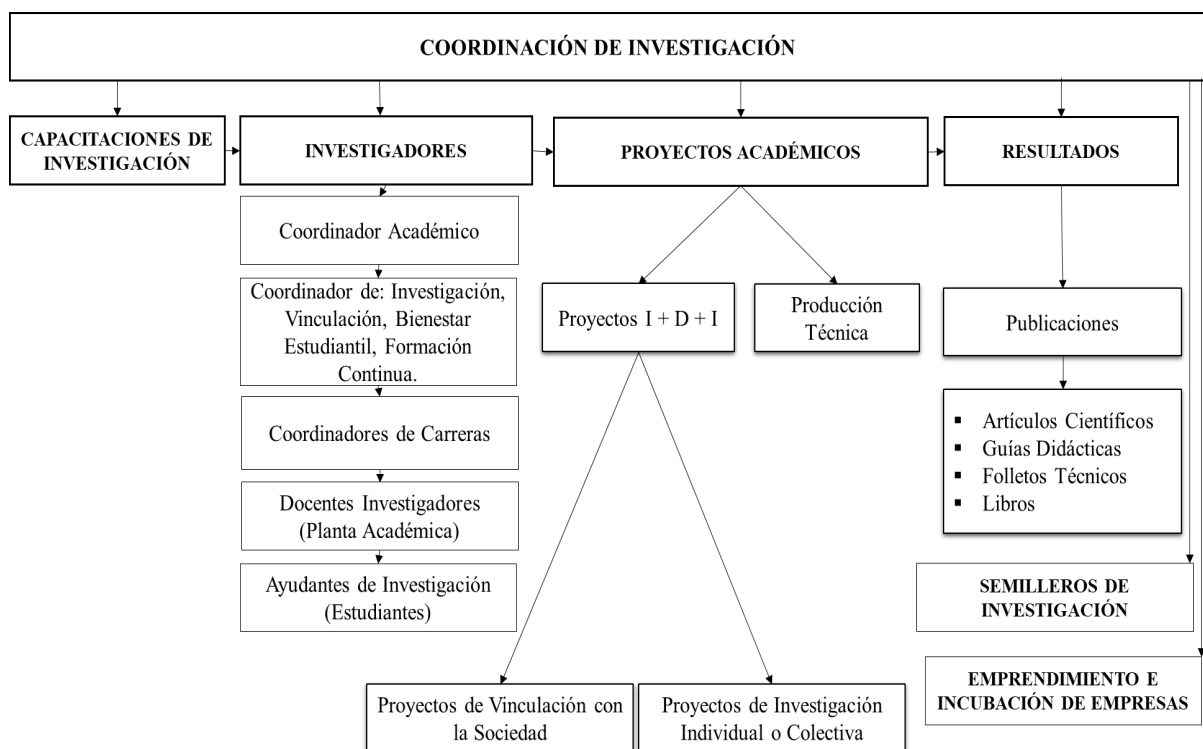 COORDINACIÓN DE INVESTIGACIÓN
CAPACITACIONES DE
INVESTIGACIÓN
INVESTIGADORES
PROYECTOS ACADÉMICOS
RESULTADOS
Coordinador Académico
Coordinador de: Investigación,
Vinculación, Bienestar
Estudiantil, Formación
Continua.
Coordinadores de Carreras
Docentes Investigadores
(Planta Académica)
Ayudantes de Investigación
(Estudiantes)
Proyectos I + D + I
Producción
Técnica
Proyectos de Vinculación con
la Sociedad
Proyectos de Investigación
Individual o Colectiva
Publicaciones
▪ Artículos Científicos
▪ Guías Didácticas
▪ Folletos Técnicos
▪ Libros
SEMILLEROS DE
INVESTIGACIÓN
EMPRENDIMIENTO E
INCUBACIÓN DE EMPRESAS